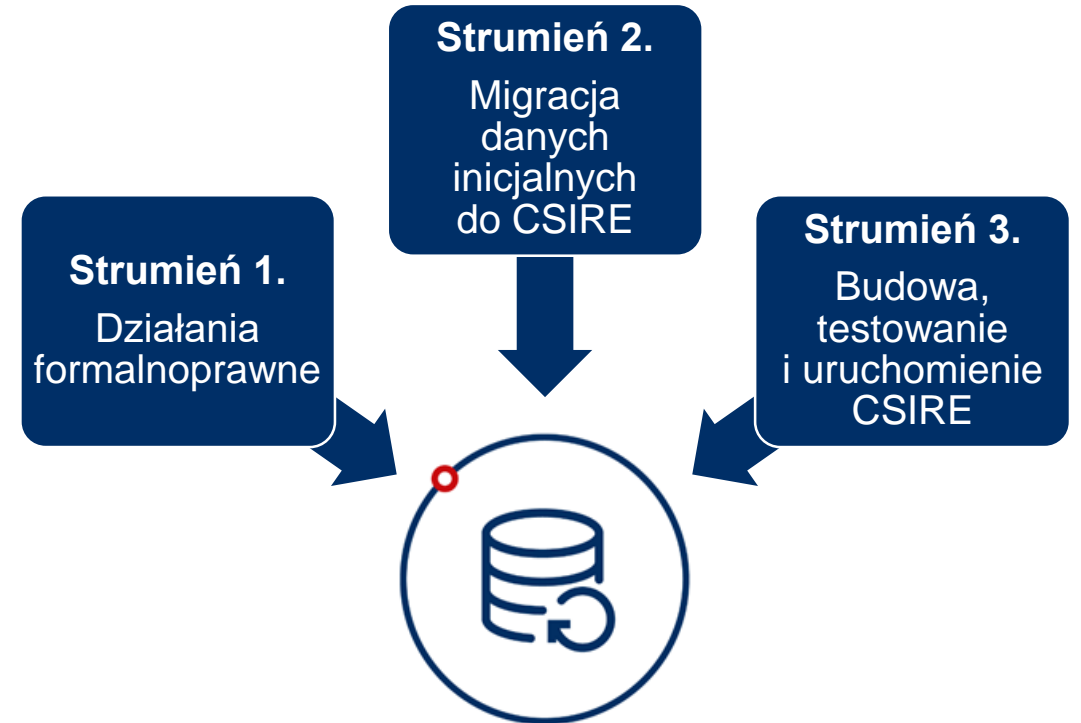 Strumień 1.
Działania
formalnoprawne
Strumień 2.
Migracja
danych
inicjalnych
do CSIRE
Strumień 3.
Budowa,
testowanie
i uruchomienie
CSIRE